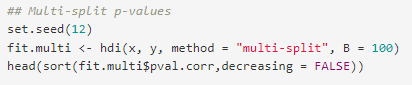 ## Multi-split p-values
set.seed(12)
fit.multi <- hdi(x, y, method = "multi-split", B = 100)
head(sort(fit.multi$pval.corr,decreasing = FALSE))